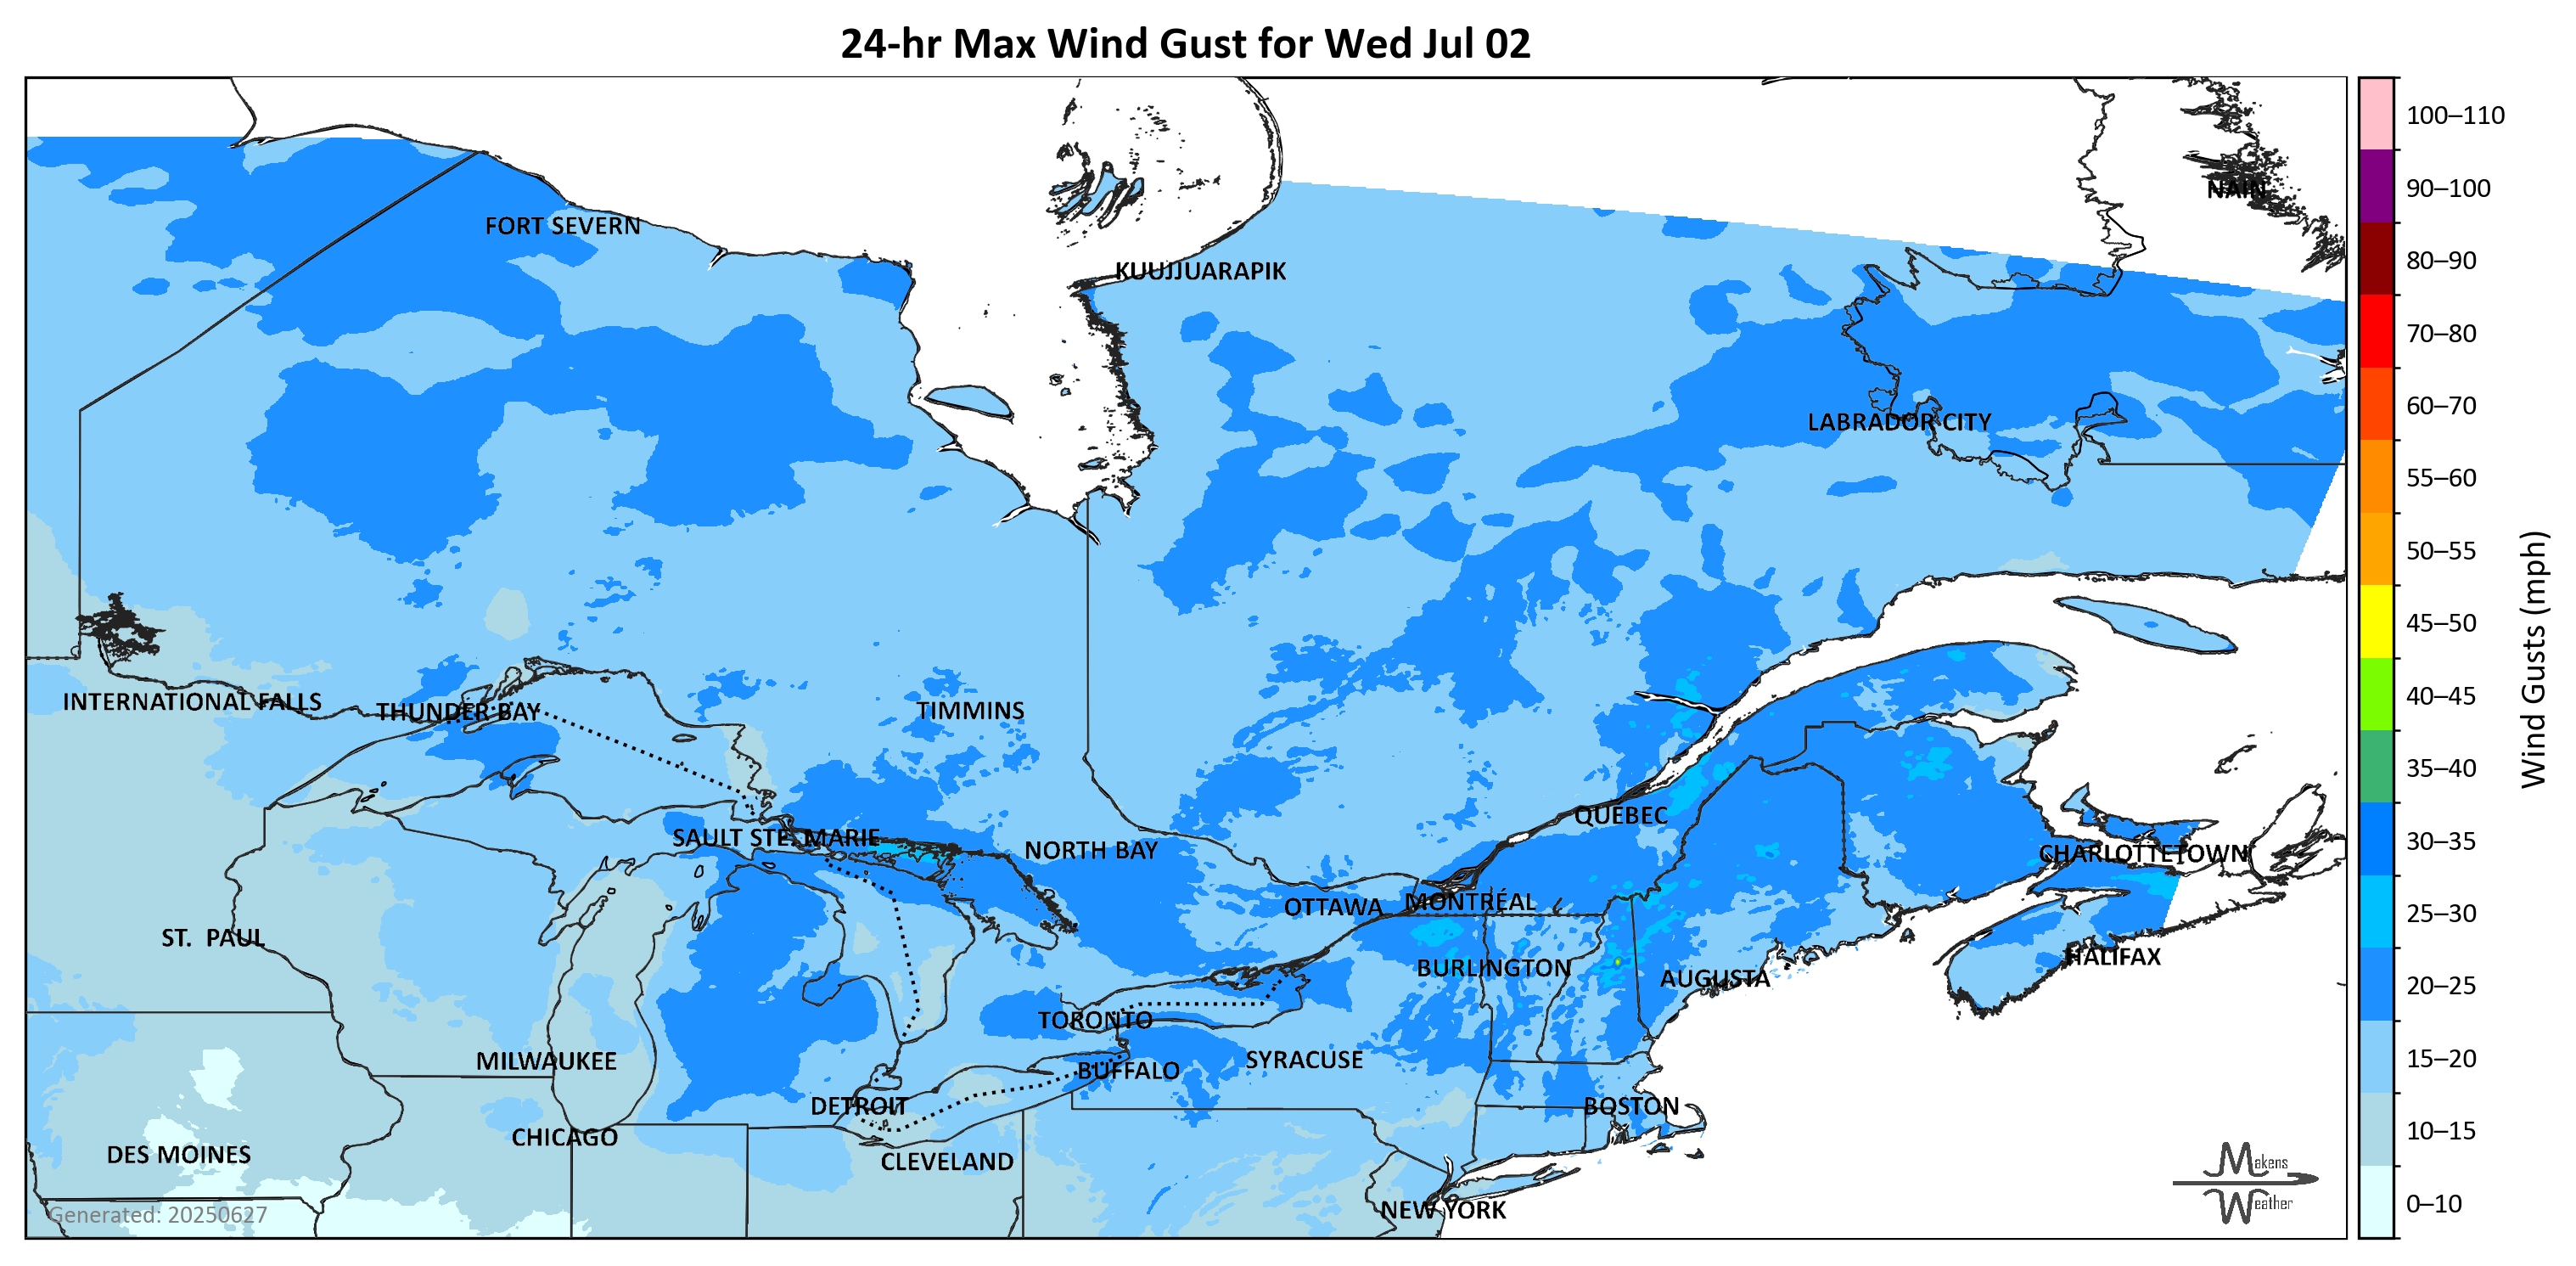 24-hr Max Wind Gust for Wed Jul 02
100–110
90–100
NAIN
FORT SEVERN
80–90
KUUJJUARAPIK
70–80
60–70
LABRADOR CITY
55–60
50–55
45–50
Wind Gusts (mph)
40–45
INTERNATIONAL FALLS
THUNDER BAY
TIMMINS
35–40
QUÉBEC
30–35
SAULT STE. MARIE
NORTH BAY
CHARLOTTETOWN
OTTAWA
MONTRÉAL
25–30
ST. PAUL
HALIFAX
BURLINGTON
AUGUSTA
20–25
TORONTO
MILWAUKEE
SYRACUSE
15–20
BUFFALO
DETROIT
BOSTON
CHICAGO
10–15
DES MOINES
CLEVELAND
Makens
Weather
NEW YORK
0–10
Generated: 20250627